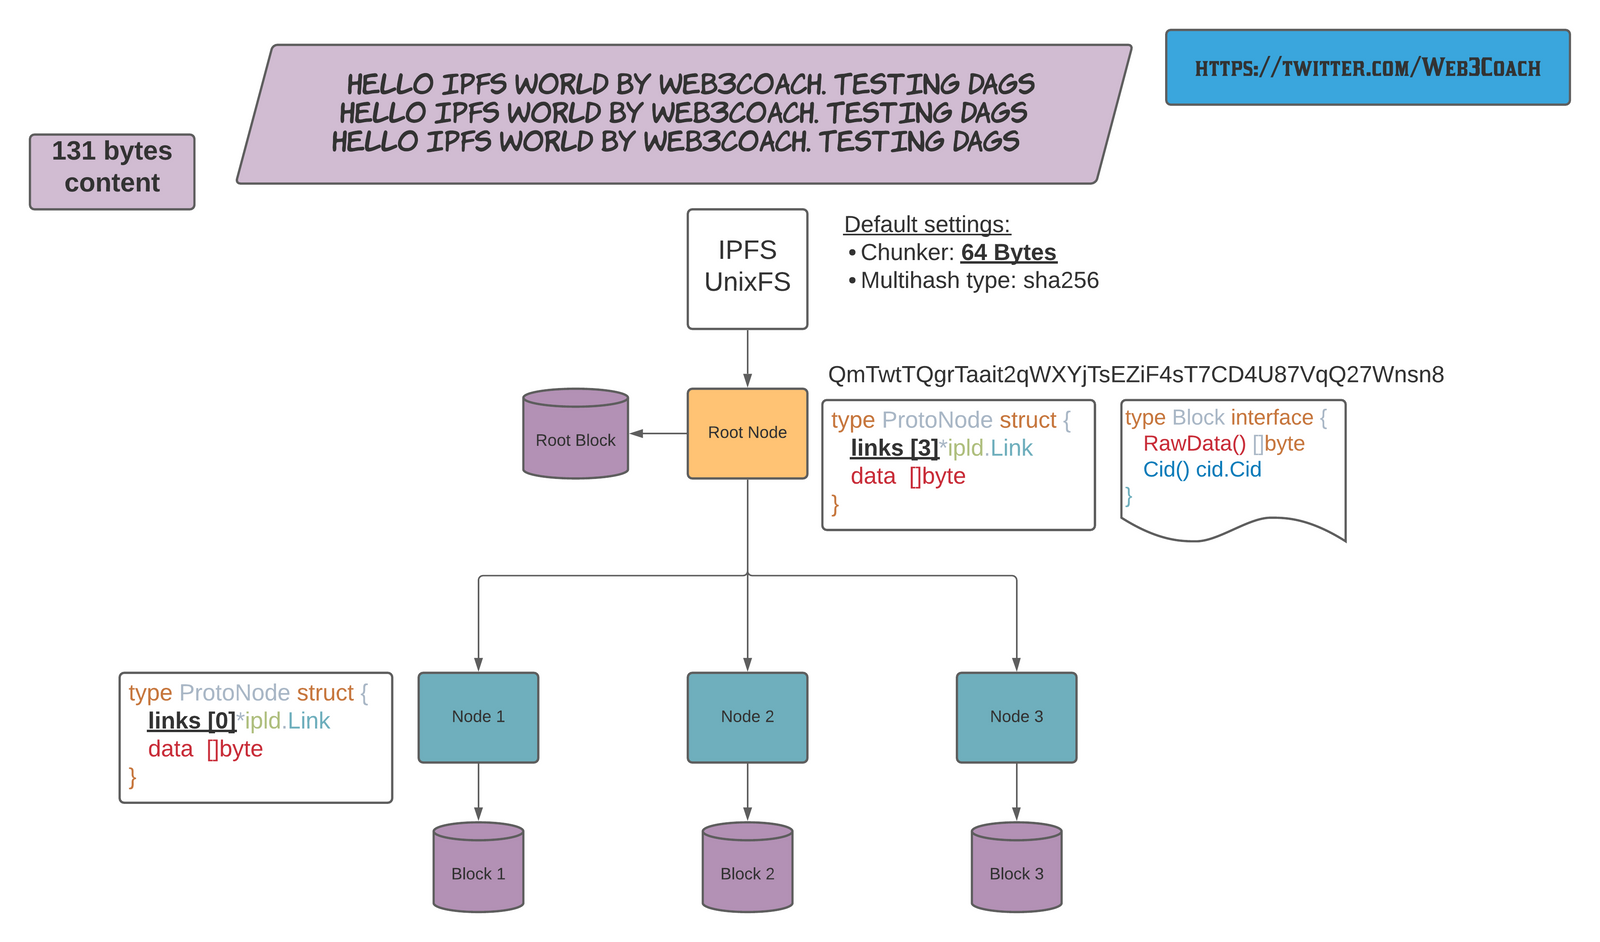 HELLO IPFS WORLD BY WEB3COACH. TESTING DAGS
HELLO IPFS WORLD BY WEB3COACH. TESTING DAGS
HELLO IPFS WORLD BY WEB3COACH. TESTING DAGS
https://twitter.com/Web3Coach
131 bytes
content
IPFS
UnixFS
Default settings:
• Chunker: 64 Bytes
• Multihash type: sha256
QmTwtTQgrTaait2qWXYjTsEZiF4sT7CD4U87VqQ27Wnsn8
Root Block
Root Node
type ProtoNode struct {
links [3]*ipld.Link
data []byte
}
type Block interface {
RawData() []byte
Cid() cid.Cid
}
type ProtoNode struct {
links [0]*ipld.Link
data []byte
}
Node 1
Node 2
Node 3
Block 1
Block 2
Block 3